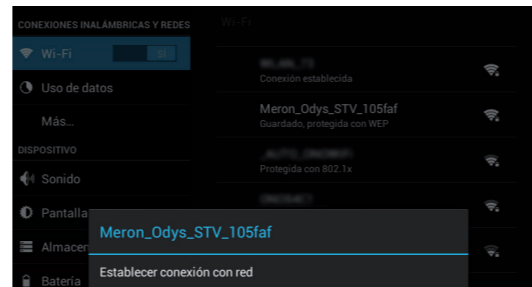 CONEXIONES INALÁMBRICAS Y REDES
Wi-Fi
SÍ
Uso de datos
Más...
DISPOSITIVO
Sonido
Pantalla
Almacen
Batería
Wi-Fi
Conexión establecida
Meron_Odys_STV_105faf
Guardado, protegida con WEP
Protegida con 802.1x
Meron_Odys_STV_105faf
Establecer conexión con red